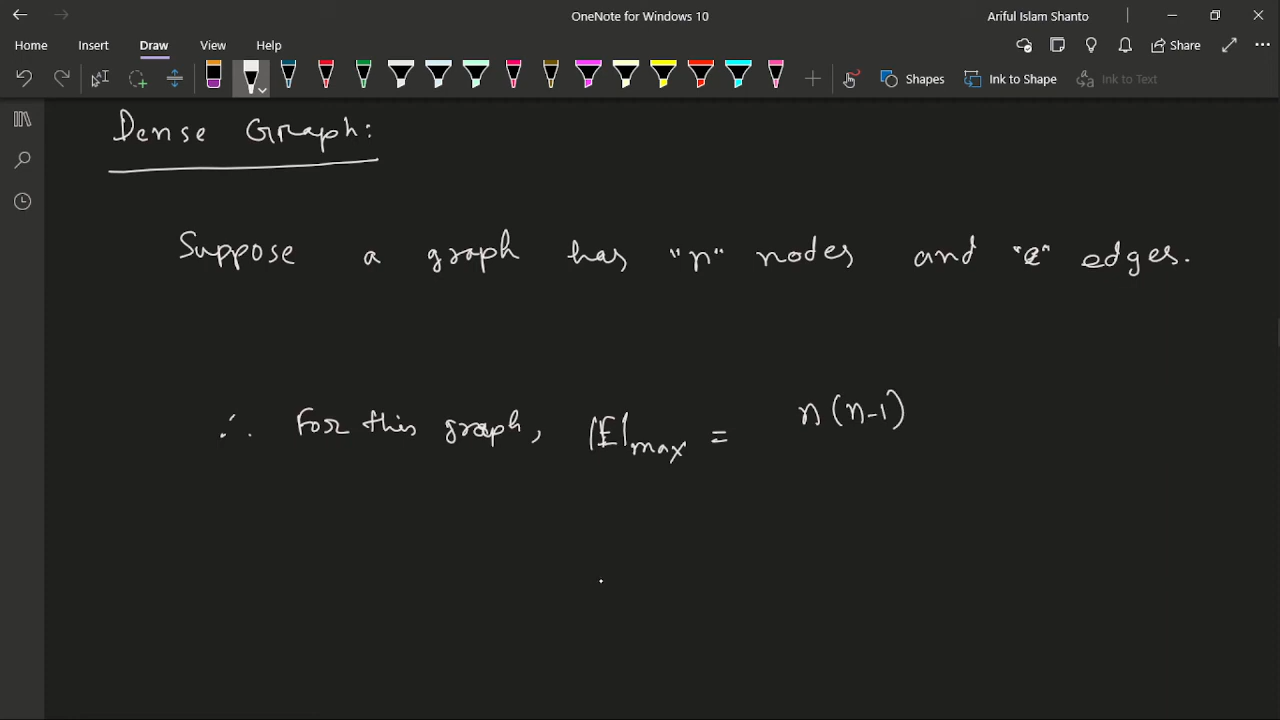 OneNote for Windows 10
Ariful Islam Shanto
Home Insert Draw View Help
Share
Shapes Ink to Shape Ink to Text
Dense Graph:
Suppose a graph has "n" nodes and "e" edges.
∴ For this graph, |E|max = n(n-1)